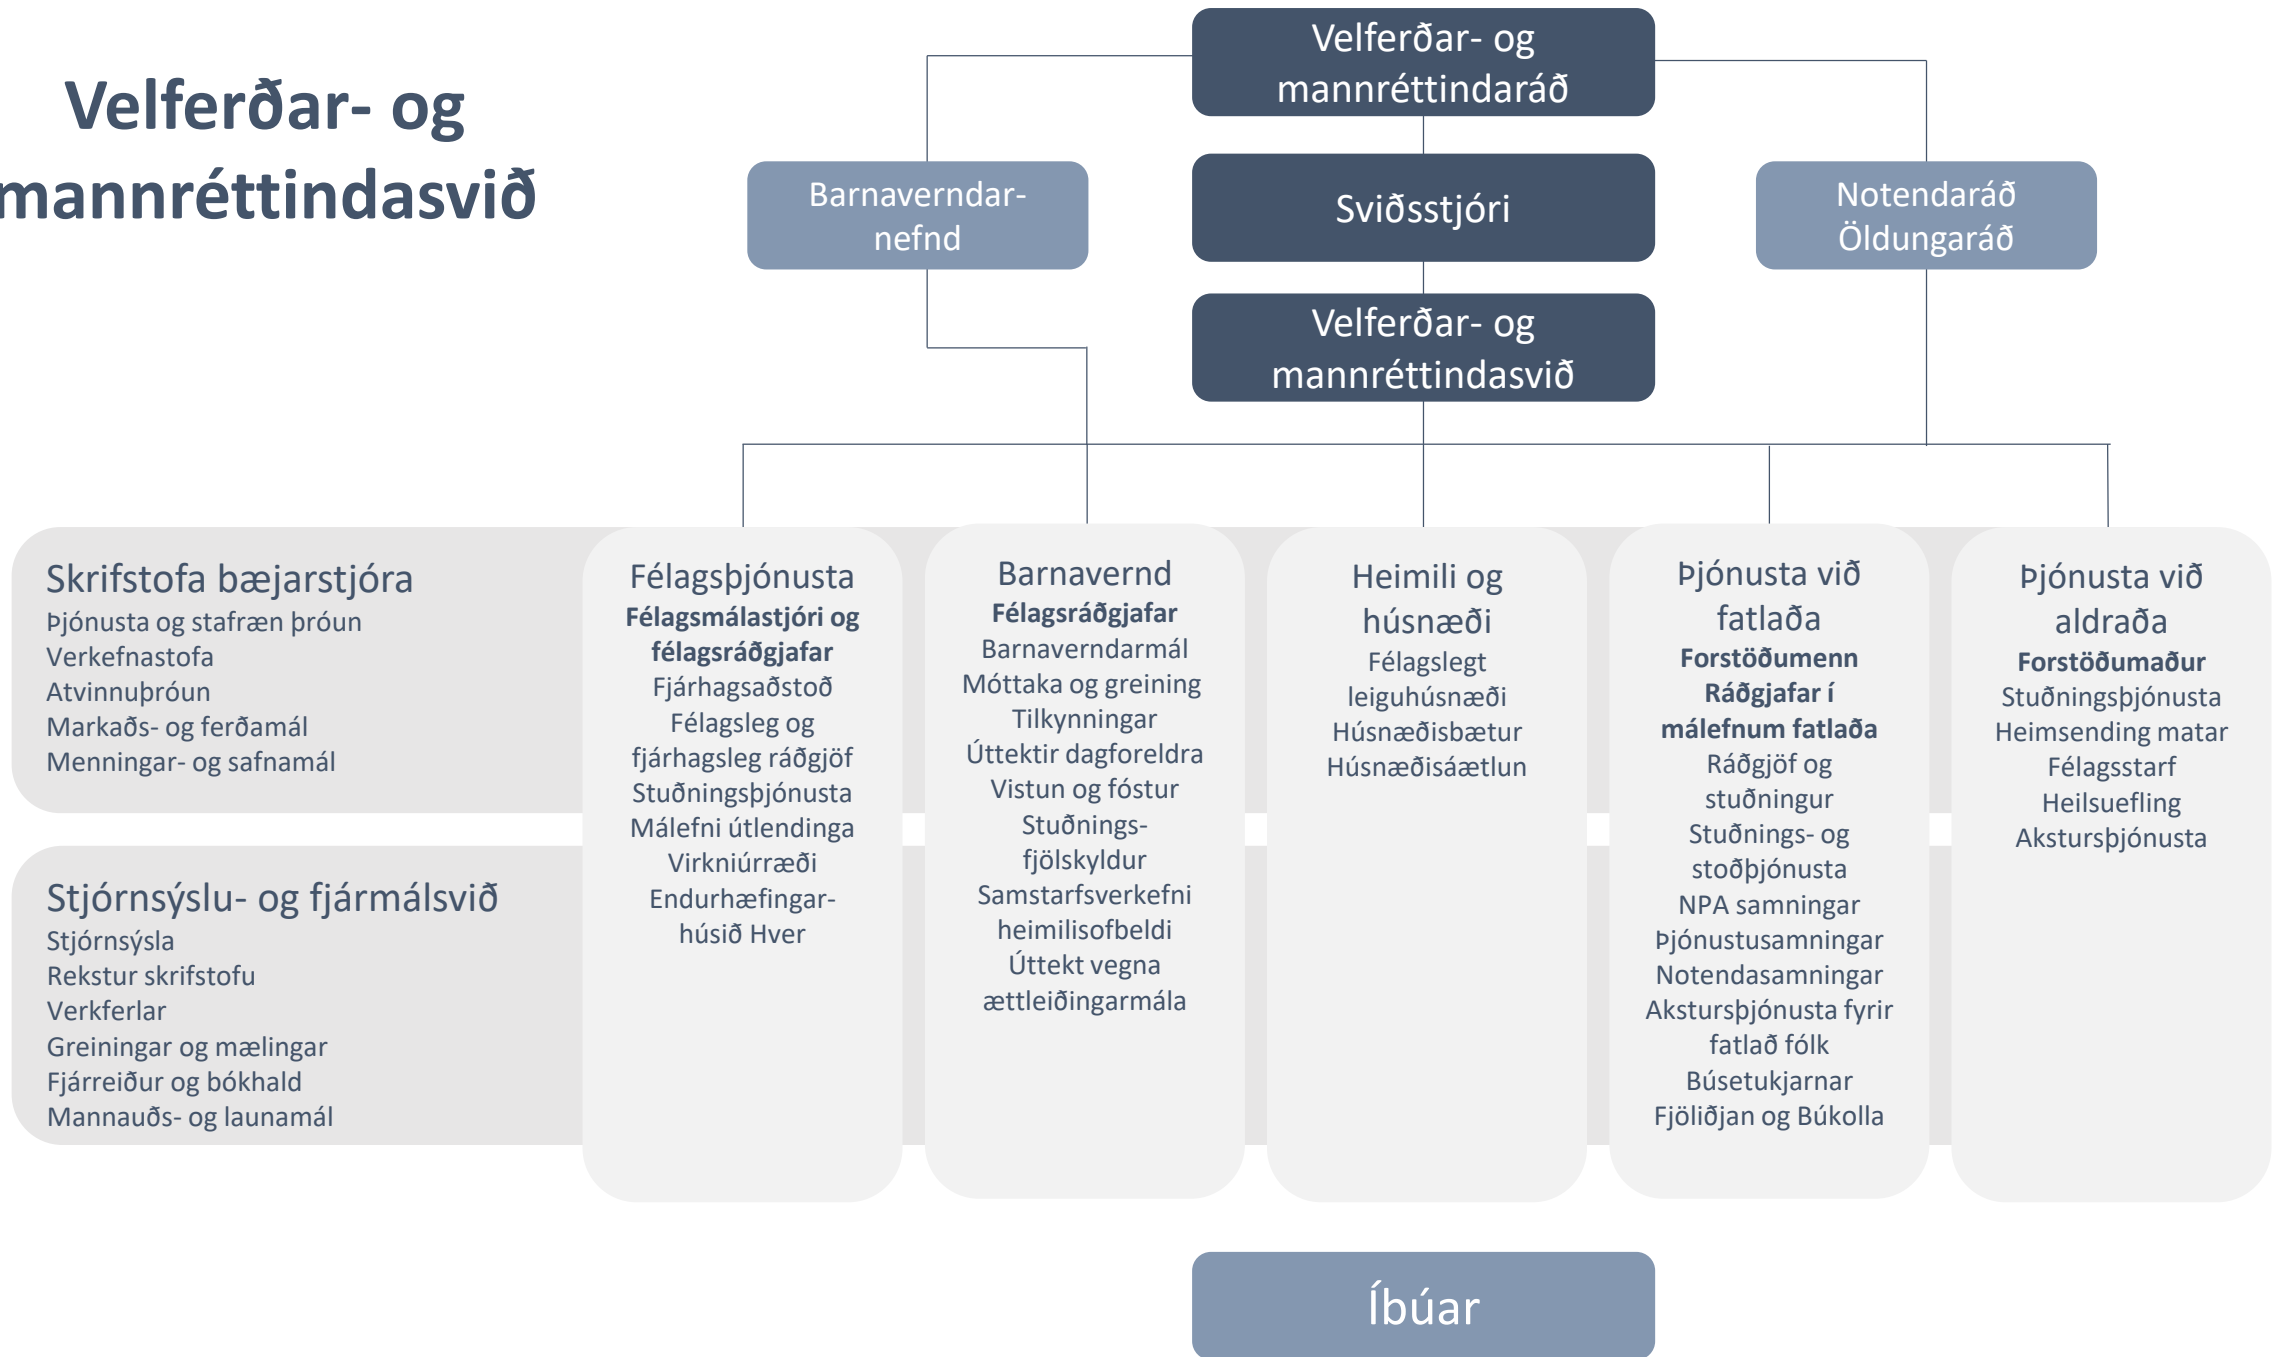 Velferðar- og
mannréttindasvið
Velferðar- og
mannréttindaráð
Barnaverndar-
nefnd
Sviðsstjóri
Notendaráð
Öldungaráð
Velferðar- og
mannréttindasvið
Skrifstofa bæjarstjóra
Þjónusta og stafræn þróun
Verkefnastofa
Atvinnuþróun
Markaðs- og ferðamál
Menningar- og safnamál
Stjórnsýslu- og fjármálsvið
Stjórnsýsla
Rekstur skrifstofu
Verkferlar
Greiningar og mælingar
Fjárreiður og bókhald
Mannauðs- og launamál
Félagsþjónusta
Félagsmálastjóri og
félagsráðgjafar
Fjárhagsaðstoð
Félagsleg og
fjárhagsleg ráðgjöf
Stuðningsþjónusta
Málefni útlendinga
Virkniúrræði
Endurhæfingar-
húsið Hver
Barnavernd
Félagsráðgjafar
Barnaverndarmál
Móttaka og greining
Tilkynningar
Úttektir dagforeldra
Vistun og fóstur
Stuðnings-
fjölskyldur
Samstarfsverkefni
heimilisofbeldi
Úttekt vegna
ættleiðingarmála
Heimili og
húsnæði
Félagslegt
leiguhúsnæði
Húsnæðisbætur
Húsnæðisáætlun
Þjónusta við
fatlaða
Forstöðumenn
Ráðgjafar í
málefnum fatlaða
Ráðgjöf og
stuðningur
Stuðnings- og
stoðþjónusta
NPA samningar
Þjónustusamningar
Notendasamningar
Akstursþjónusta fyrir
fatlað fólk
Búsetukjarnar
Fjöliðjan og Búkolla
Þjónusta við
aldraða
Forstöðumaður
Stuðningsþjónusta
Heimsending matar
Félagsstarf
Heilsuefling
Akstursþjónusta
Íbúar